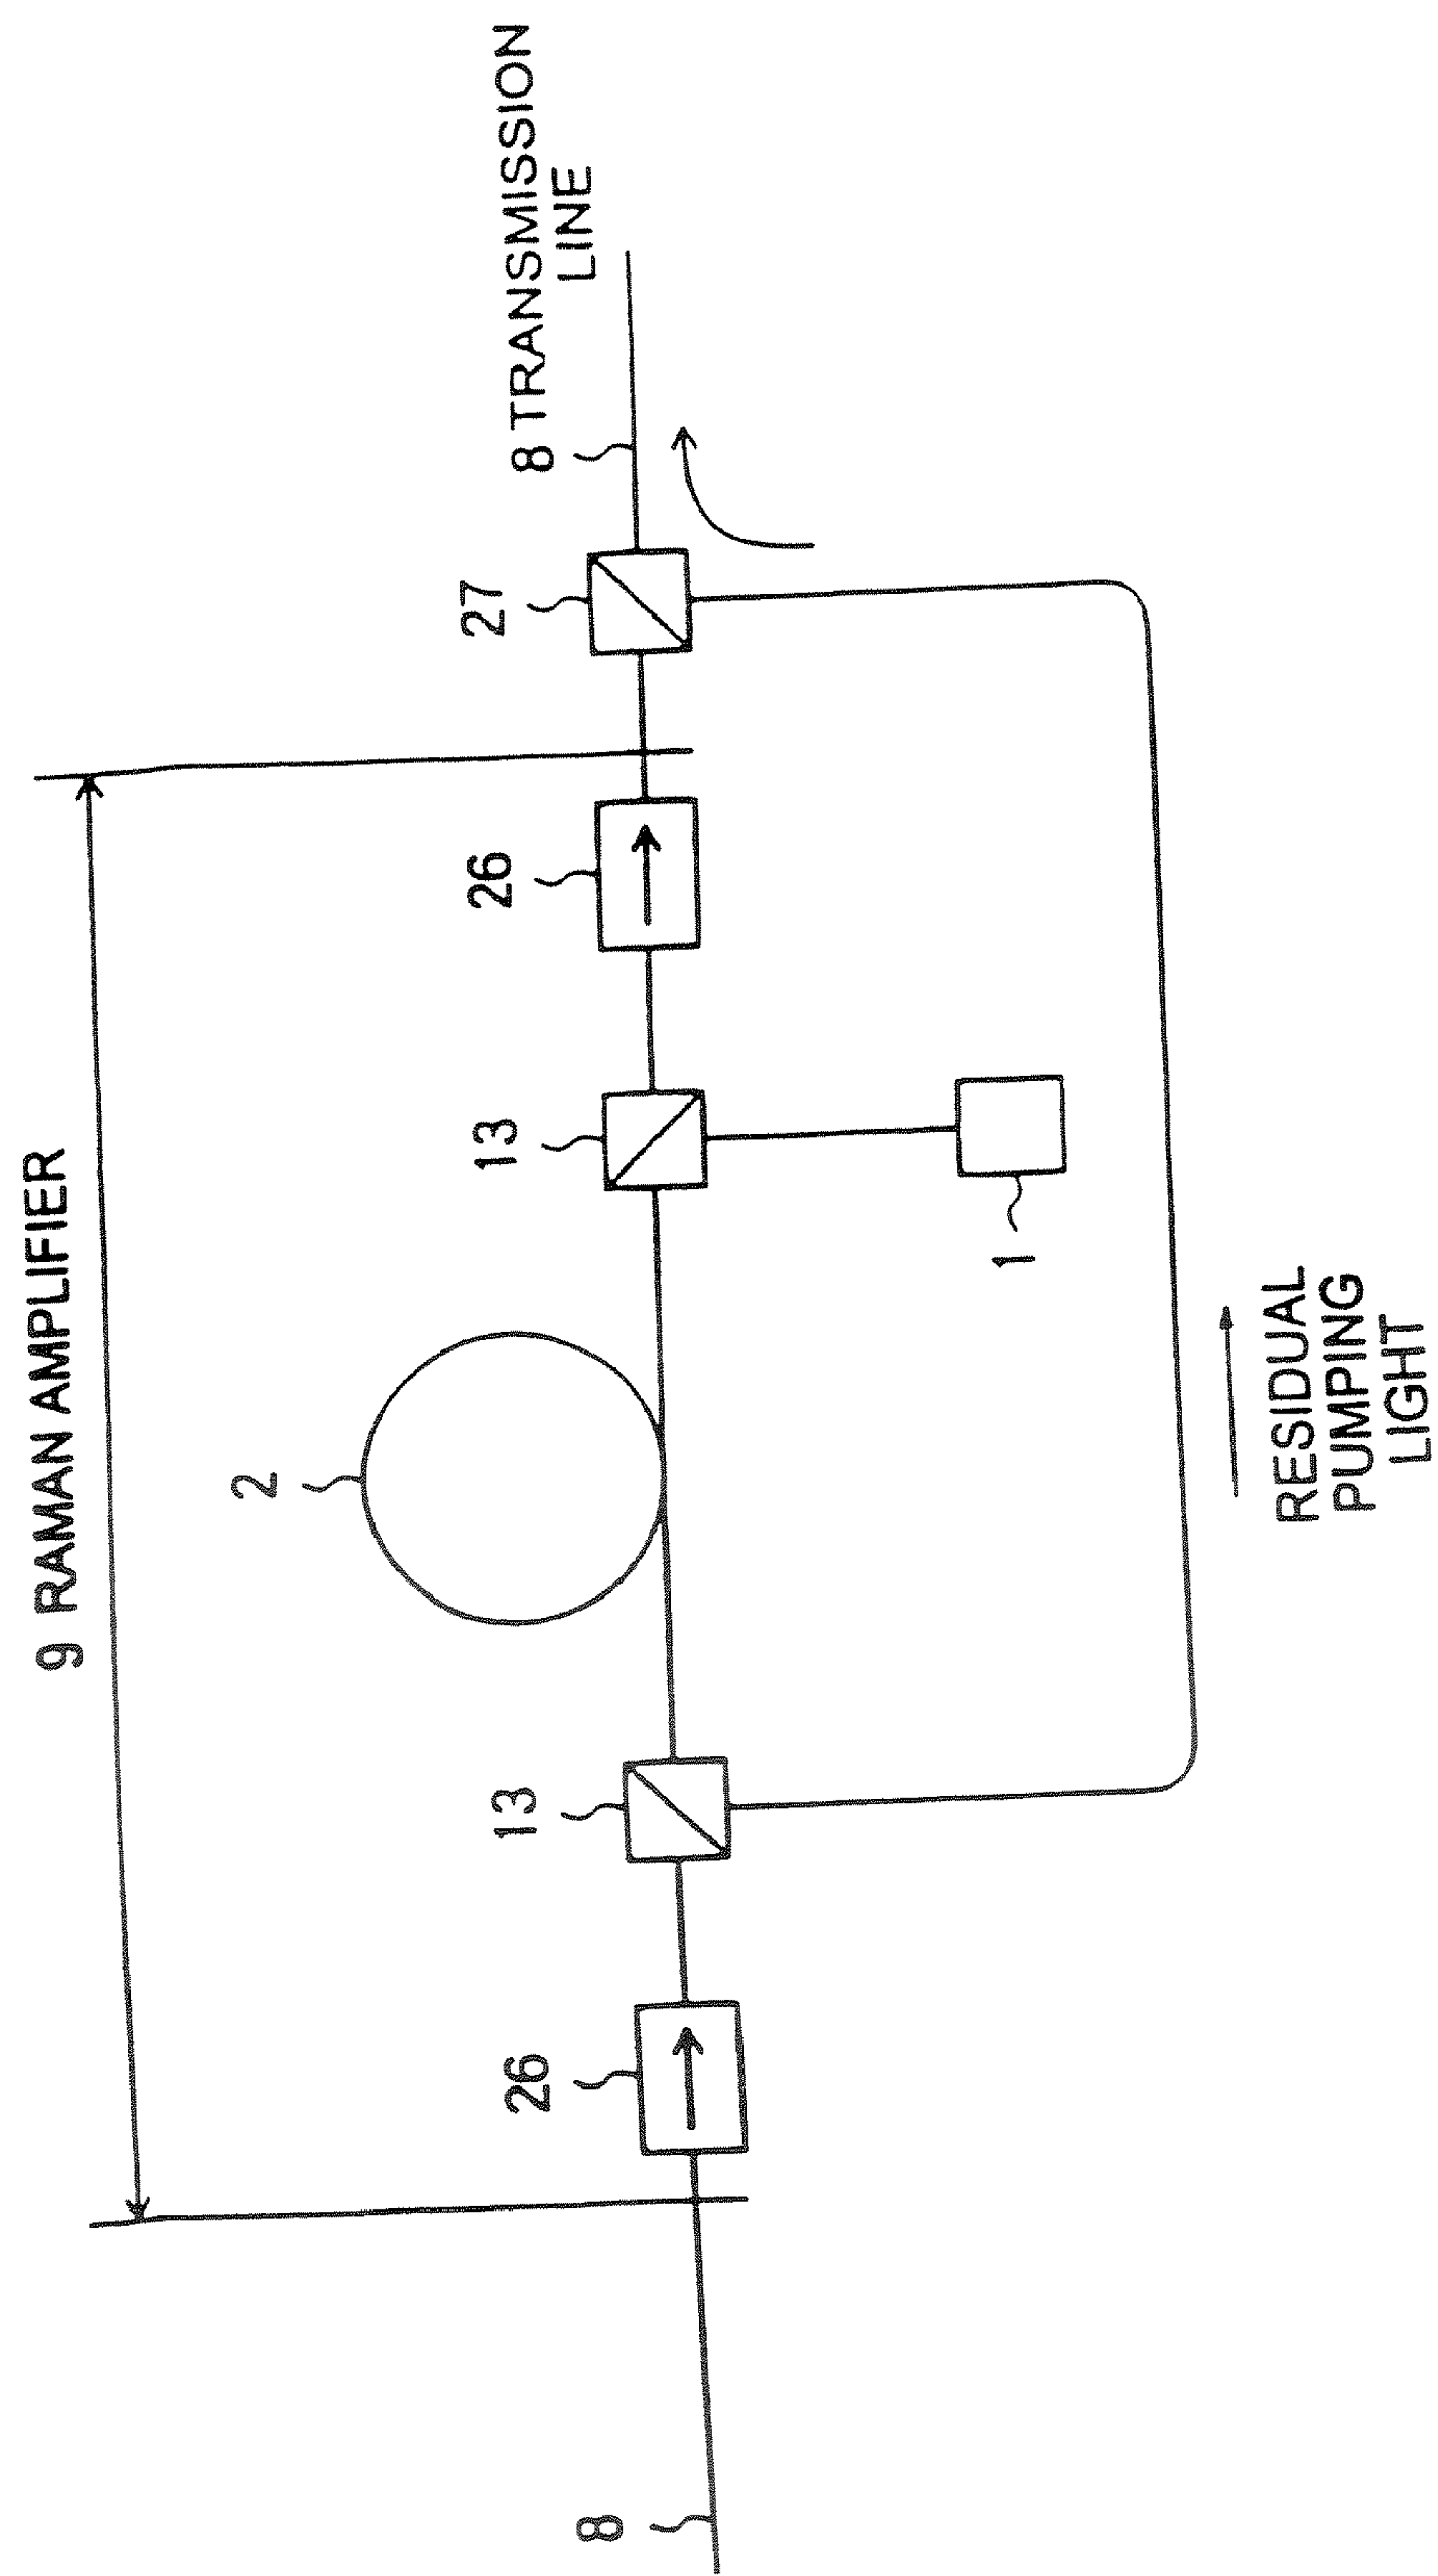 9 RAMAN AMPLIFIER
8 TRANSMISSION
LINE
2
8
26
13
13
26
27
1
RESIDUAL
PUMPING
LIGHT